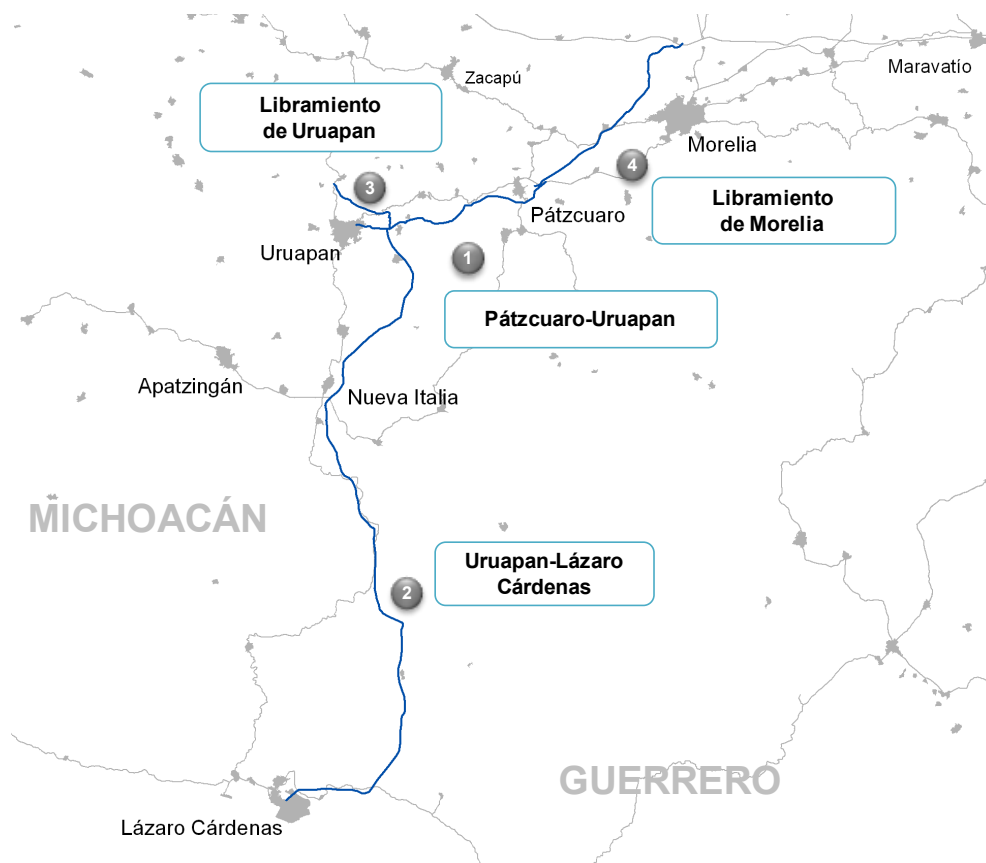 Zacapú
Maravatío
Libramiento
de Uruapan
Morelia
4
3
Libramiento
de Morelia
Pátzcuaro
Uruapan
1
Pátzcuaro-Uruapan
Apatzingán
Nueva Italia
MICHOACÁN
Uruapan-Lázaro
Cárdenas
2
GUERRERO
Lázaro Cárdenas